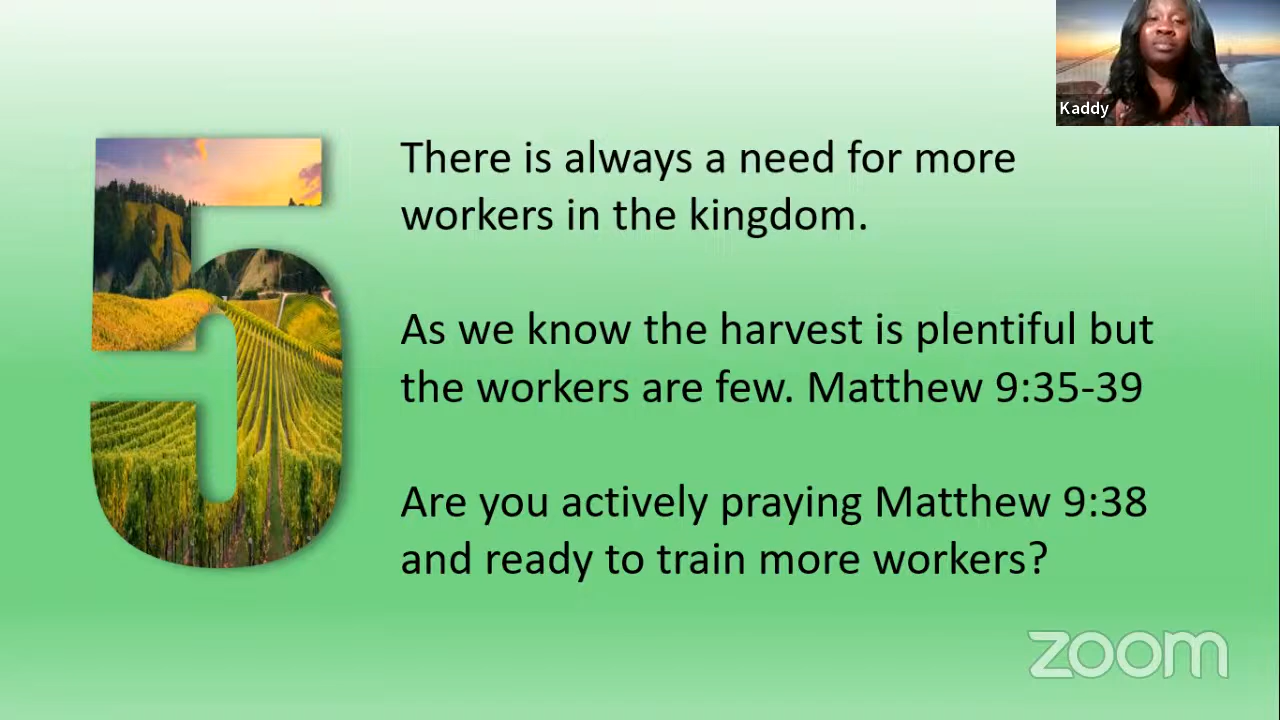 Kaddy
5
There is always a need for more
workers in the kingdom.
As we know the harvest is plentiful but
the workers are few. Matthew 9:35-39
Are you actively praying Matthew 9:38
and ready to train more workers?
zoom